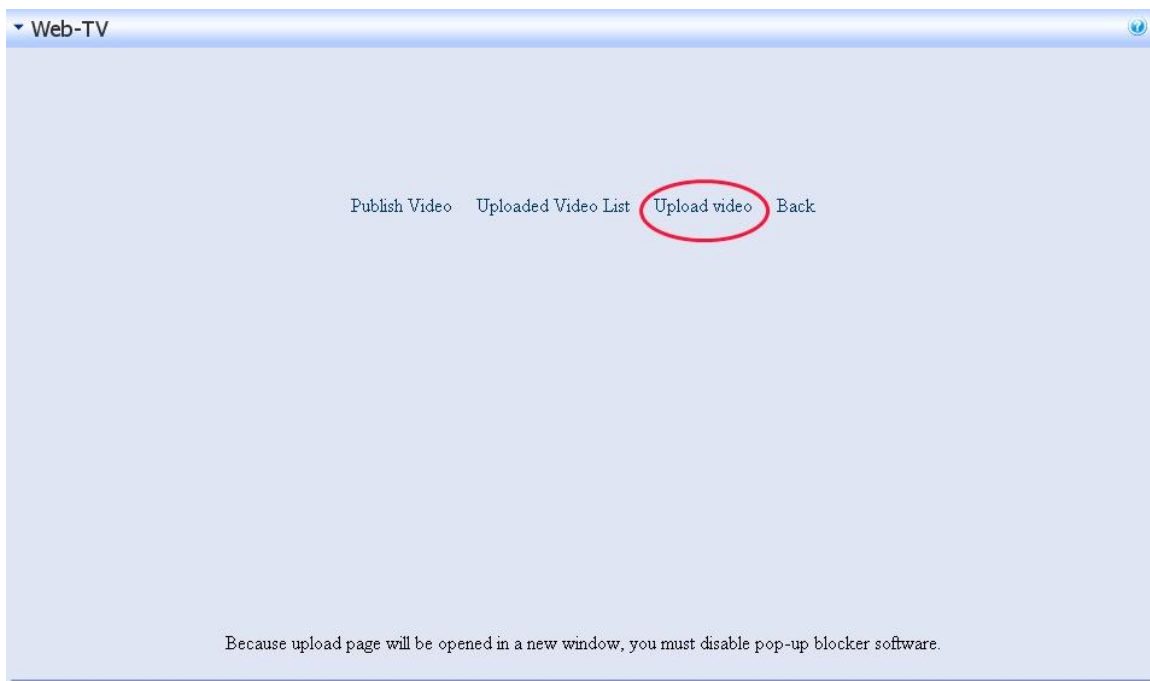 Web-TV
Publish Video Uploaded Video List Upload video Back
Because upload page will be opened in a new window, you must disable pop-up blocker software.